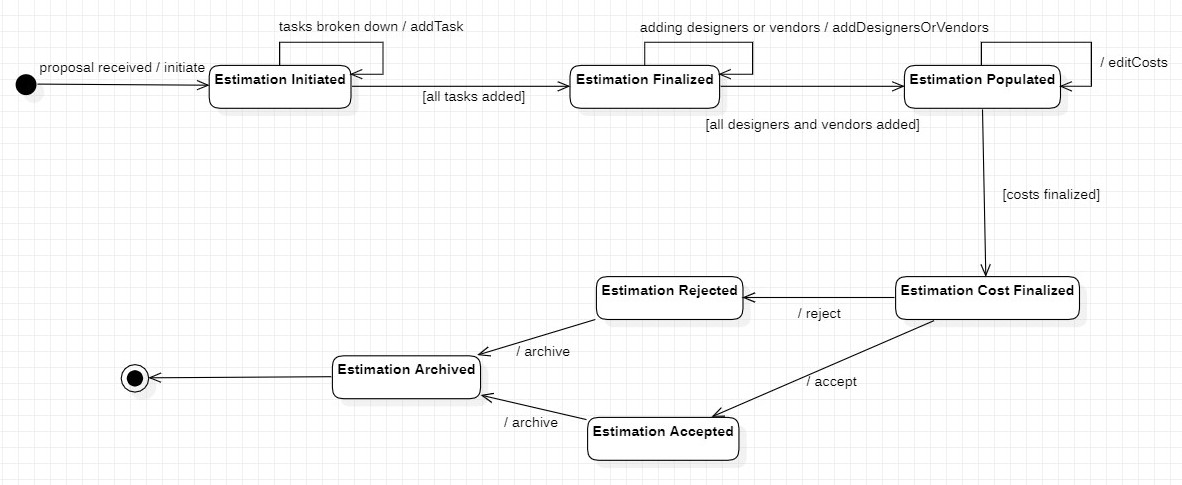 tasks broken down / addTask
adding designers or vendors / addDesignersOrVendors
proposal received / initiate
Estimation Initiated
Estimation Finalized
Estimation Populated
/ editCosts
[all tasks added]
[all designers and vendors added]
[costs finalized]
Estimation Rejected
Estimation Cost Finalized
/ reject
/ archive
Estimation Archived
/ accept
/ archive
Estimation Accepted